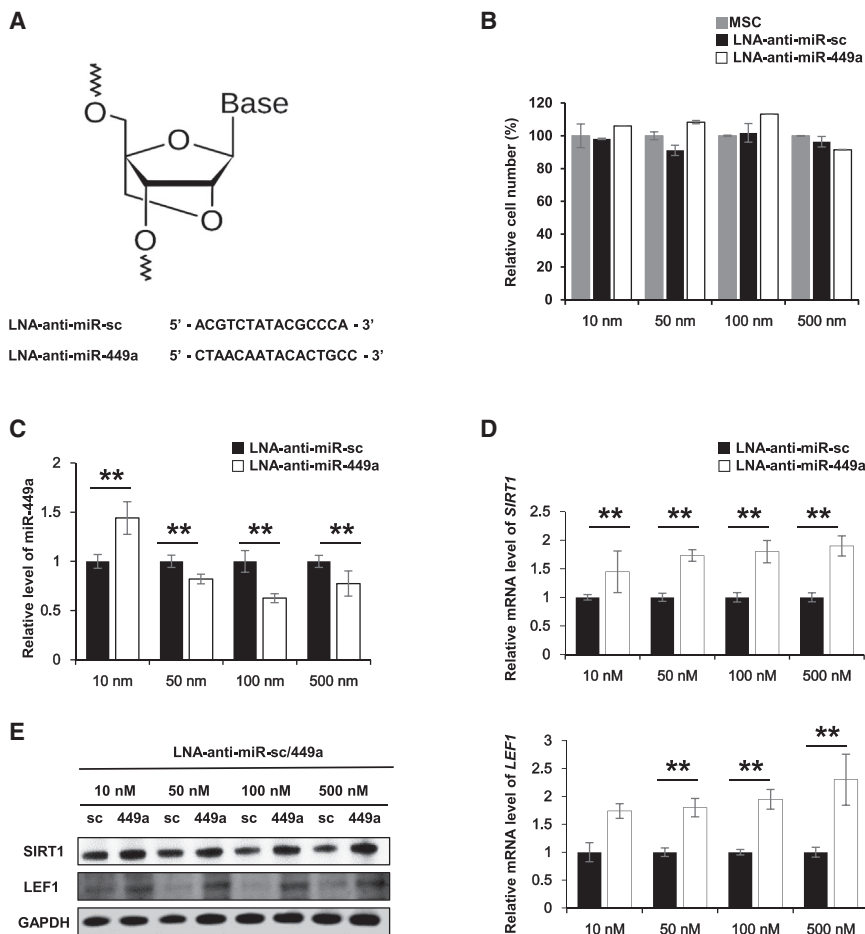 A
O
Base
O
O
O
LNA-anti-miR-sc 5' - ACGTCTATACGCCCA - 3'
LNA-anti-miR-449a 5' - CTAACAATACACTGCC - 3'
B
MSC
LNA-anti-miR-sc
LNA-anti-miR-449a
Relative cell number (%)
120
100
80
60
40
20
0
10 nm 50 nm 100 nm 500 nm
C
LNA-anti-miR-sc
LNA-anti-miR-449a
Relative level of miR-449a
2
1.5
1
0.5
0
** ** ** **
10 nm 50 nm 100 nm 500 nm
D
LNA-anti-miR-sc
LNA-anti-miR-449a
Relative mRNA level of SIRT1
2.5
2
1.5
1
0.5
0
** ** ** **
10 nM 50 nM 100 nM 500 nM
Relative mRNA level of LEF1
3
2.5
2
1.5
1
0.5
0
** ** **
10 nM 50 nM 100 nM 500 nM
E
LNA-anti-miR-sc/449a
10 nM 50 nM 100 nM 500 nM
sc 449a sc 449a sc 449a sc 449a
SIRT1
LEF1
GAPDH